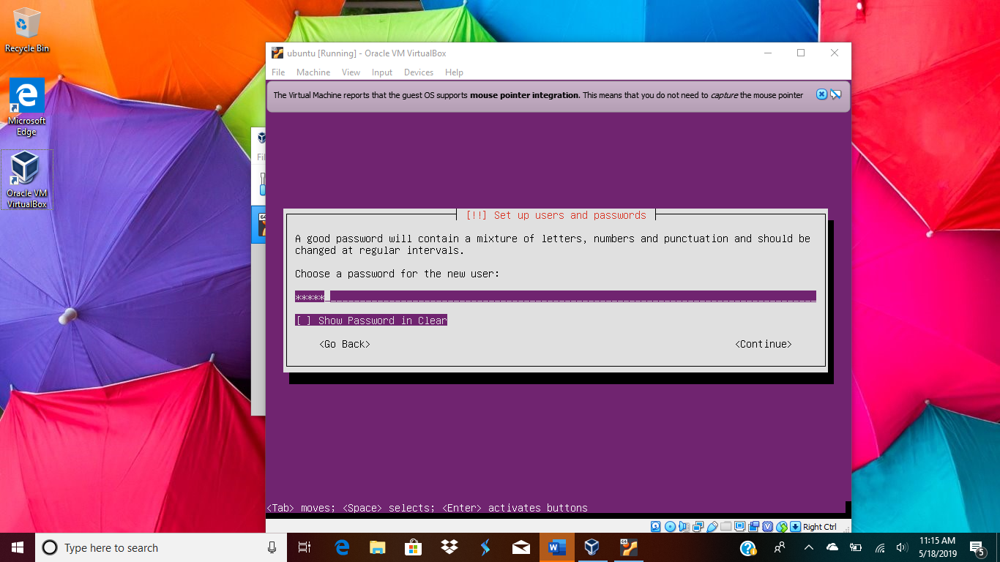 Recycle Bin
Microsoft
Edge
Oracle VM
VirtualBox
ubuntu [Running] - Oracle VM VirtualBox
File Machine View Input Devices Help
The Virtual Machine reports that the guest OS supports mouse pointer integration. This means that you do not need to capture the mouse pointer
[!!] Set up users and passwords
A good password will contain a mixture of letters, numbers and punctuation and should be
changed at regular intervals.
Choose a password for the new user:
*****
[ ] Show Password in Clear
<Go Back> <Continue>
<Tab> moves; <Space> selects; <Enter> activates buttons
Right Ctrl
Type here to search
11:15 AM
5/18/2019
5